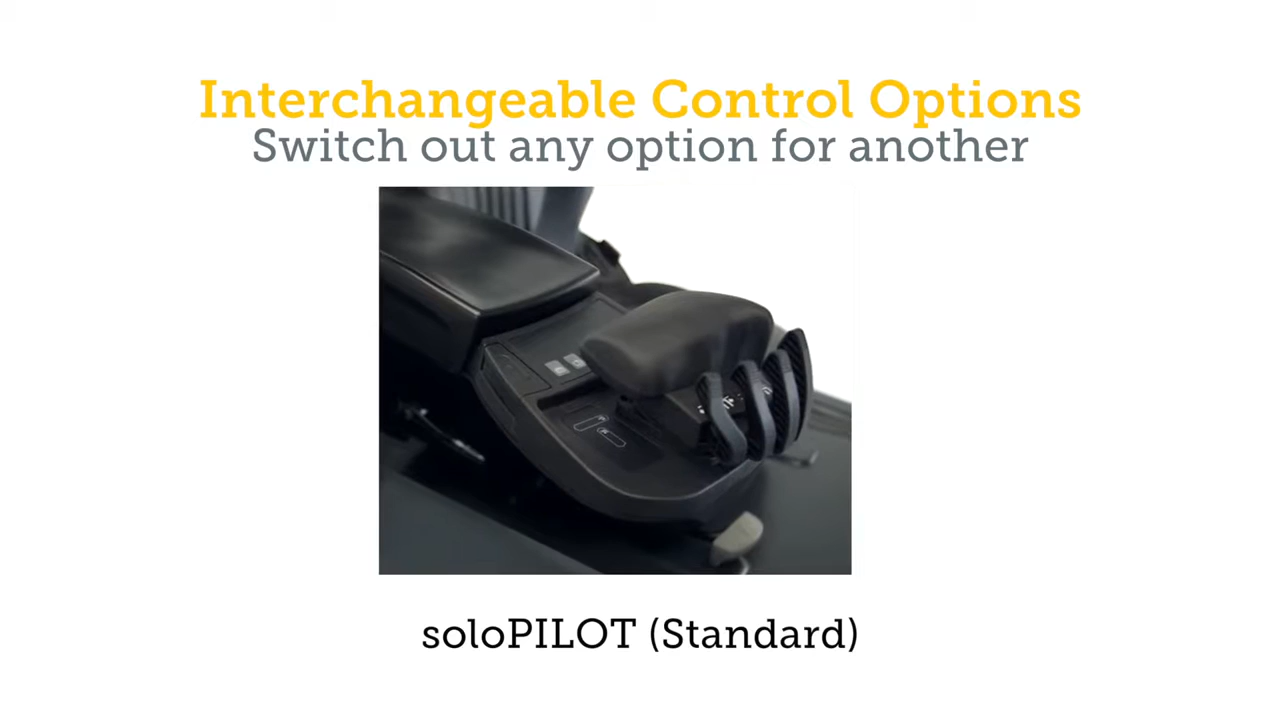 Interchangeable Control Options
Switch out any option for another
soloPILOT (Standard)